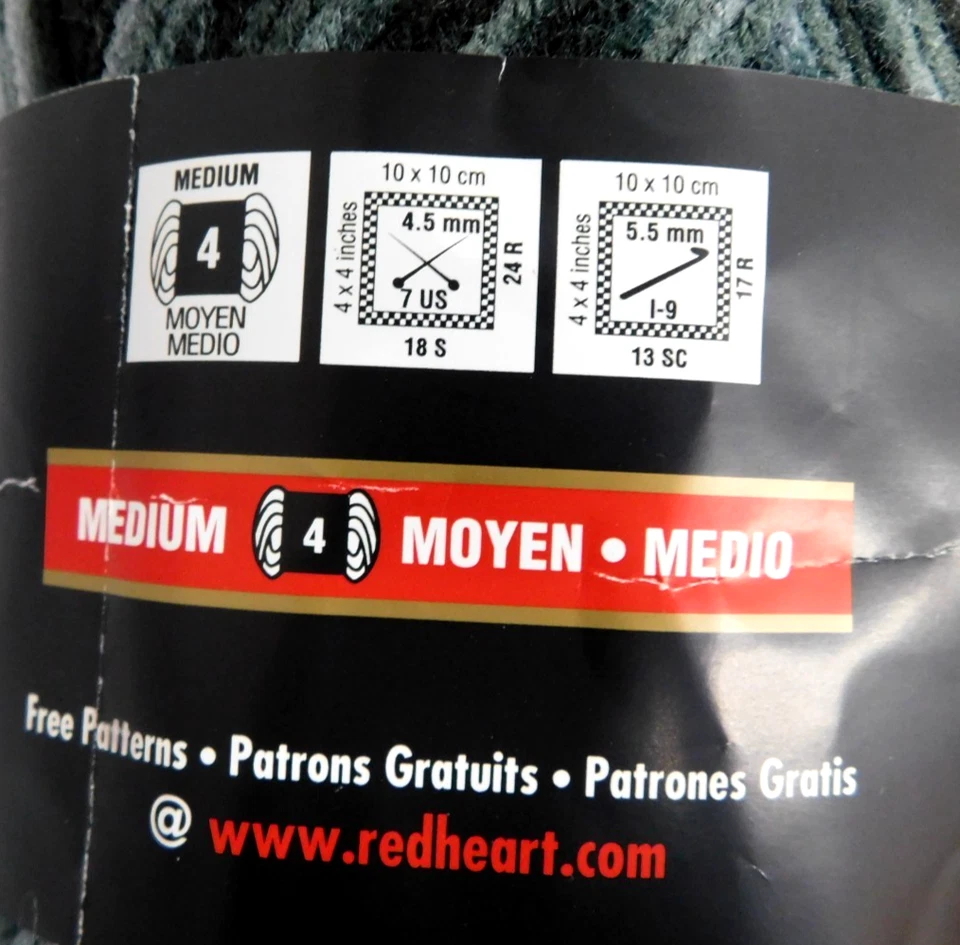 MEDIUM
4
MOYEN
MEDIO
10 x 10 cm
4 x 4 inches
4.5 mm
7 US
24 R
18 S
10 x 10 cm
4 x 4 inches
5.5 mm
I-9
17 R
13 SC
MEDIUM 4 MOYEN • MEDIO
Free Patterns • Patrons Gratuits • Patrones Gratis
@ www.redheart.com